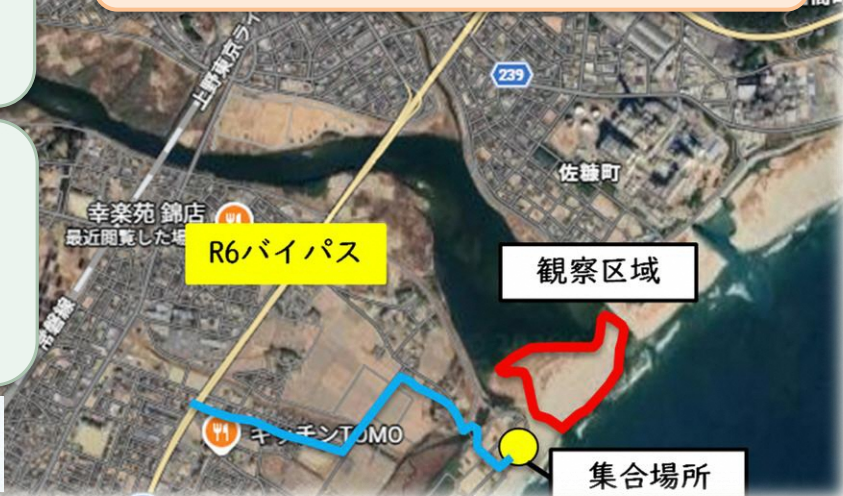 上野東京ライ
239
佐糠町
幸楽苑 錦店
最近閲覧した場
R6バイパス
観察区域
常磐線
キッチンTOMO
集合場所